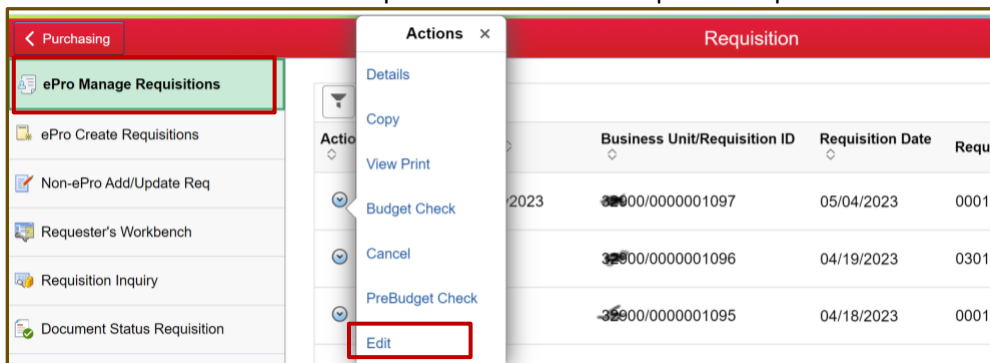 Purchasing
Requisition
ePro Manage Requisitions
ePro Create Requisitions
Non-ePro Add/Update Req
Requester's Workbench
Requisition Inquiry
Document Status Requisition
Actions ×
Details
Copy
View Print
Budget Check
Cancel
PreBudget Check
Edit
Actio Business Unit/Requisition ID Requisition Date Requ
2023 00/0000001097 05/04/2023 0001
00/0000001096 04/19/2023 0301
00/0000001095 04/18/2023 0001